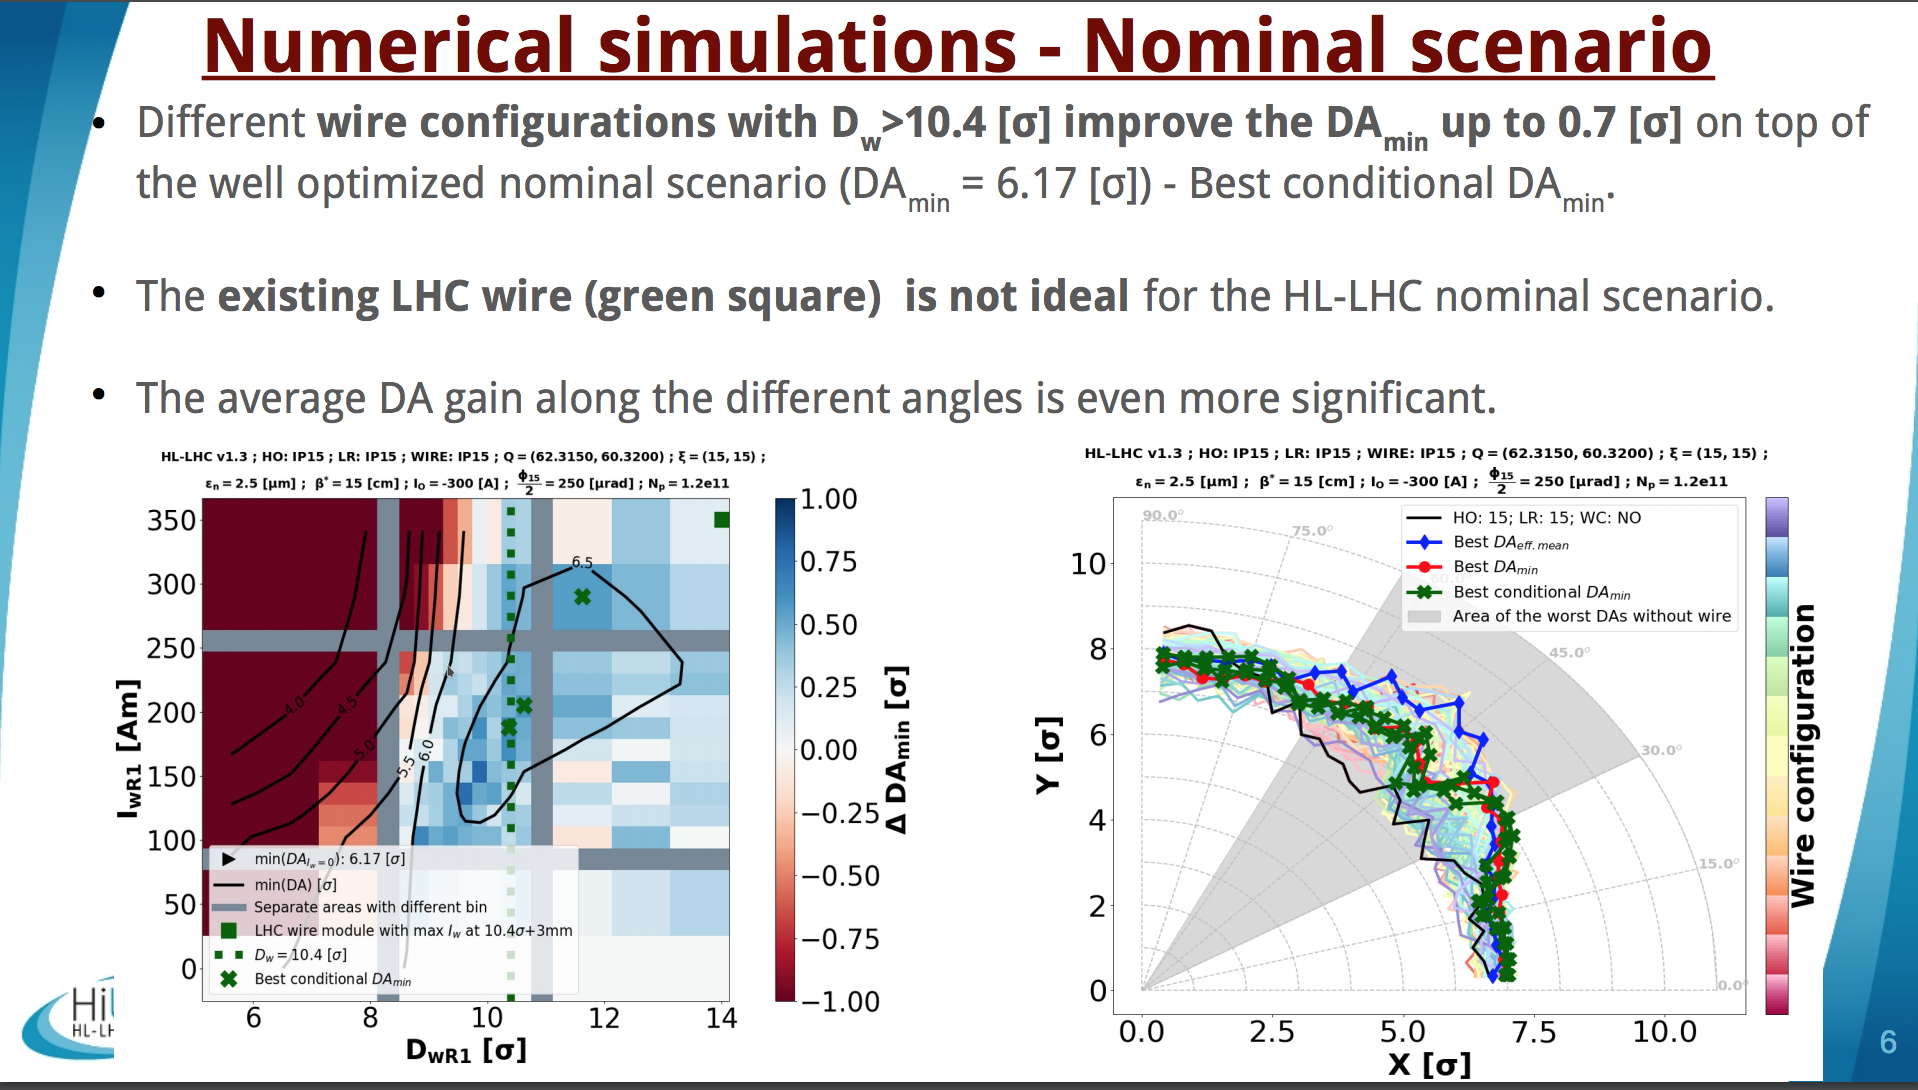 Numerical simulations - Nominal scenario
• Different wire configurations with Dw>10.4 [σ] improve the DAmin up to 0.7 [σ] on top of
the well optimized nominal scenario (DAmin = 6.17 [σ]) - Best conditional DAmin.
• The existing LHC wire (green square) is not ideal for the HL-LHC nominal scenario.
• The average DA gain along the different angles is even more significant.
HL-LHC v1.3 ; HO: IP15 ; LR: IP15 ; WIRE: IP15 ; Q = (62.3150, 60.3200) ; ξ = (15, 15) ;
εn = 2.5 [μm] ; β* = 15 [cm] ; IO = -300 [A] ; ϕ15/2 = 250 [μrad] ; Np = 1.2e11
350
300
250
200
150
100
50
0
IwR1 [Am]
6 8 10 12 14
DwR1 [σ]
4.0
4.5
5.0
5.5
6.0
6.5
min(DAIw=0): 6.17 [σ]
min(DA) [σ]
Separate areas with different bin
LHC wire module with max Iw at 10.4σ+3mm
Dw = 10.4 [σ]
Best conditional DAmin
1.00
0.75
0.50
0.25
0.00
−0.25
−0.50
−0.75
−1.00
Δ DAmin [σ]
HL-LHC v1.3 ; HO: IP15 ; LR: IP15 ; WIRE: IP15 ; Q = (62.3150, 60.3200) ; ξ = (15, 15) ;
εn = 2.5 [μm] ; β* = 15 [cm] ; IO = -300 [A] ; ϕ15/2 = 250 [μrad] ; Np = 1.2e11
HO: 15; LR: 15; WC: NO
Best DAeff.mean
Best DAmin
Best conditional DAmin
Area of the worst DAs without wire
90.0°
75.0°
60.0°
45.0°
30.0°
15.0°
0.0°
10
8
6
4
2
0
Y [σ]
0.0 2.5 5.0 7.5 10.0
X [σ]
Wire configuration
HL-LH
6